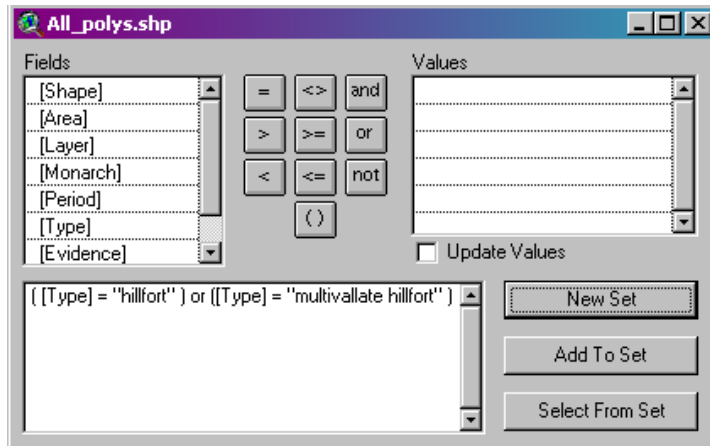 All_polys.shp
Fields
Values
[Shape]
[Area]
[Layer]
[Monarch]
[Period]
[Type]
[Evidence]
= <> and
> >= or
< <= not
( )
Update Values
( [Type] = "hillfort" ) or ([Type] = "multivallate hillfort" )
New Set
Add To Set
Select From Set